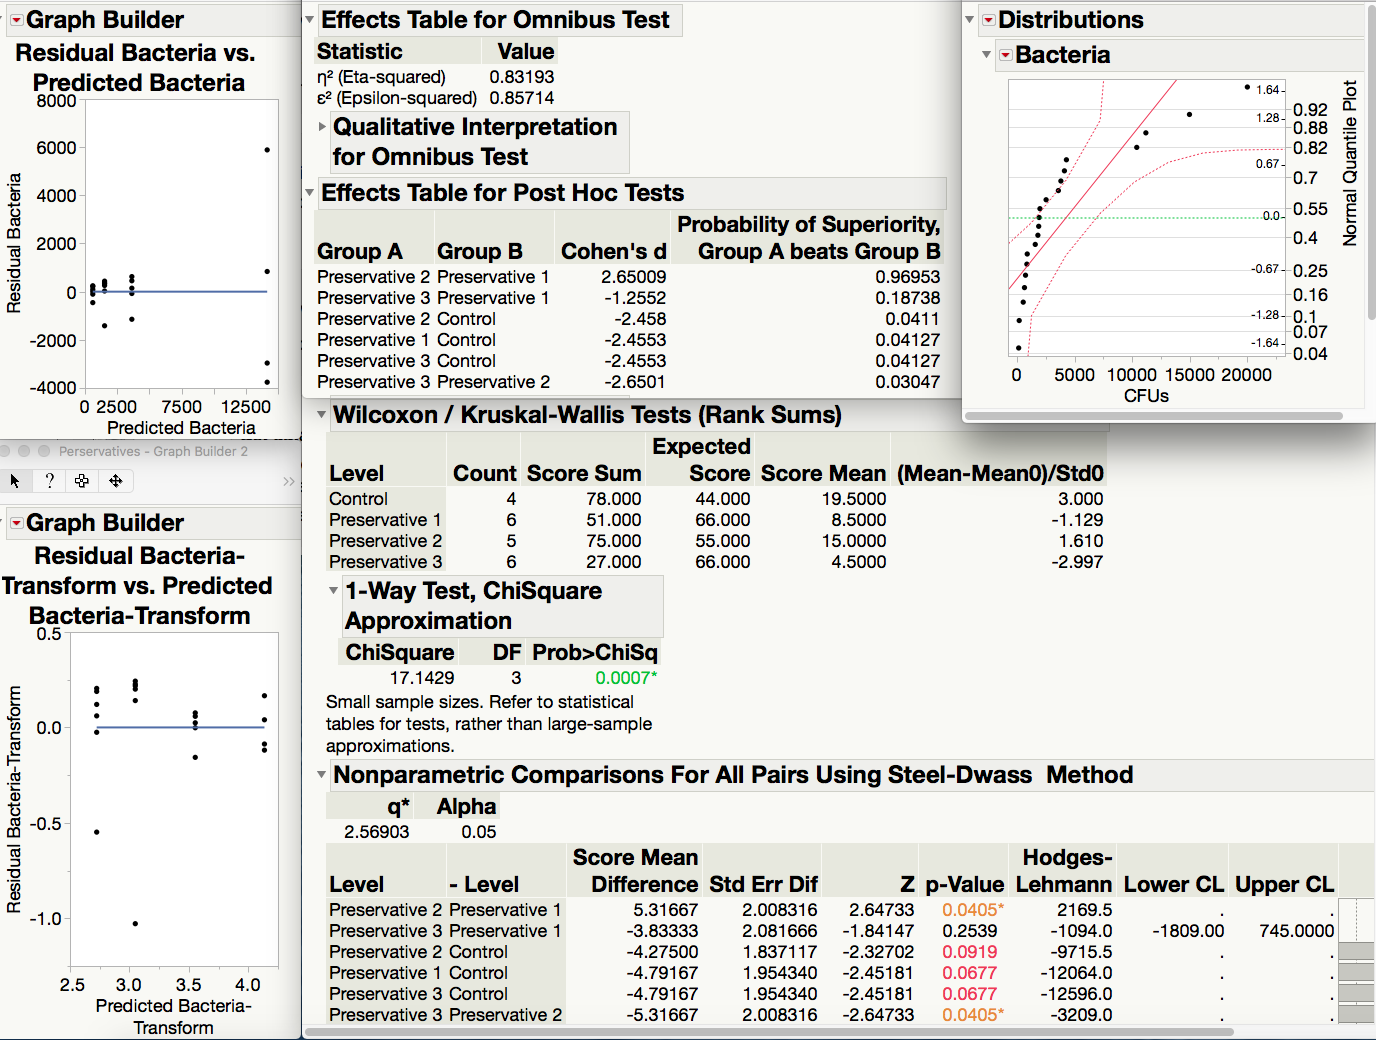 Graph Builder
Residual Bacteria vs.
Predicted Bacteria
8000
6000
4000
2000
0
-2000
-4000
Residual Bacteria
0 2500 7500 12500
Predicted Bacteria
Perservatives - Graph Builder 2
?
»
Graph Builder
Residual Bacteria-
Transform vs. Predicted
Bacteria-Transform
0.5
0.0
-0.5
-1.0
Residual Bacteria-Transform
2.5 3.0 3.5 4.0
Predicted Bacteria-
Transform
Effects Table for Omnibus Test
Statistic Value
η² (Eta-squared) 0.83193
ε² (Epsilon-squared) 0.85714
Qualitative Interpretation
for Omnibus Test
Effects Table for Post Hoc Tests
Probability of Superiority,
Group A Group B Cohen's d Group A beats Group B
Preservative 2 Preservative 1 2.65009 0.96953
Preservative 3 Preservative 1 -1.2552 0.18738
Preservative 2 Control -2.458 0.0411
Preservative 1 Control -2.4553 0.04127
Preservative 3 Control -2.4553 0.04127
Preservative 3 Preservative 2 -2.6501 0.03047
Distributions
Bacteria
1.64
1.28
0.67
0.0
-0.67
-1.28
-1.64
0.92
0.88
0.82
0.7
0.55
0.4
0.25
0.16
0.1
0.07
0.04
Normal Quantile Plot
0 5000 10000 15000 20000
CFUs
Wilcoxon / Kruskal-Wallis Tests (Rank Sums)
Expected
Level Count Score Sum Score Score Mean (Mean-Mean0)/Std0
Control 4 78.000 44.000 19.5000 3.000
Preservative 1 6 51.000 66.000 8.5000 -1.129
Preservative 2 5 75.000 55.000 15.0000 1.610
Preservative 3 6 27.000 66.000 4.5000 -2.997
1-Way Test, ChiSquare
Approximation
ChiSquare DF Prob>ChiSq
17.1429 3 0.0007*
Small sample sizes. Refer to statistical
tables for tests, rather than large-sample
approximations.
Nonparametric Comparisons For All Pairs Using Steel-Dwass Method
q* Alpha
2.56903 0.05
Score Mean Hodges-
Level - Level Difference Std Err Dif Z p-Value Lehmann Lower CL Upper CL
Preservative 2 Preservative 1 5.31667 2.008316 2.64733 0.0405* 2169.5 . .
Preservative 3 Preservative 1 -3.83333 2.081666 -1.84147 0.2539 -1094.0 -1809.00 745.0000
Preservative 2 Control -4.27500 1.837117 -2.32702 0.0919 -9715.5 . .
Preservative 1 Control -4.79167 1.954340 -2.45181 0.0677 -12064.0 . .
Preservative 3 Control -4.79167 1.954340 -2.45181 0.0677 -12596.0 . .
Preservative 3 Preservative 2 -5.31667 2.008316 -2.64733 0.0405* -3209.0 . .